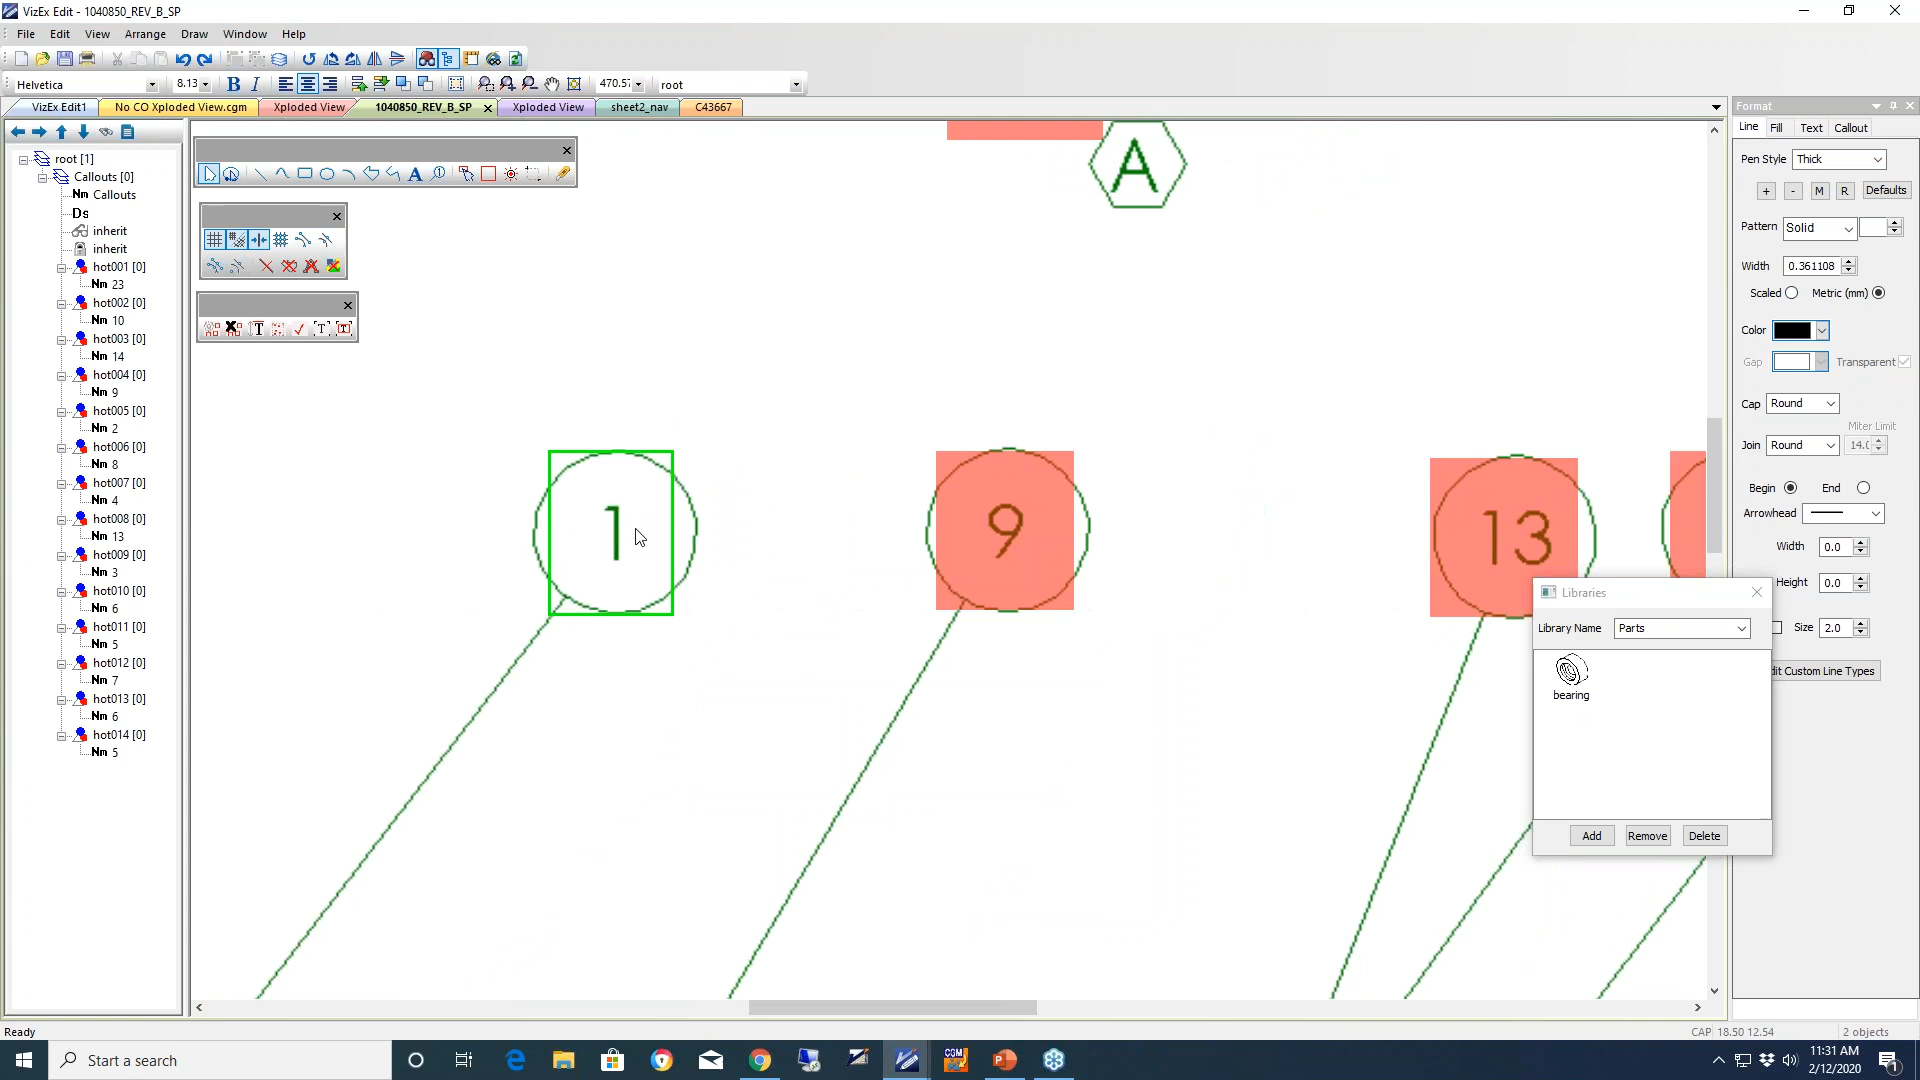 VizEx Edit - 1040850_REV_B_SP
File Edit View Arrange Draw Window Help
Helvetica 8.13 B I 470.57 root
VizEx Edit1 No CO Xploded View.cgm Xploded View 1040850_REV_B_SP Xploded View sheet2_nav C43667
root [1]
Callouts [0]
Nm Callouts
Ds
inherit
inherit
hot001 [0]
Nm 23
hot002 [0]
Nm 10
hot003 [0]
Nm 14
hot004 [0]
Nm 9
hot005 [0]
Nm 2
hot006 [0]
Nm 8
hot007 [0]
Nm 4
hot008 [0]
Nm 13
hot009 [0]
Nm 3
hot010 [0]
Nm 6
hot011 [0]
Nm 5
hot012 [0]
Nm 7
hot013 [0]
Nm 6
hot014 [0]
Nm 5
A
1
9
13
Format
Line Fill Text Callout
Pen Style Thick
+ - M R Defaults
Pattern Solid
Width 0.361108
Scaled Metric (mm)
Color
Gap Transparent
Cap Round
Miter Limit
Join Round 14.0
Begin End
Arrowhead
Width 0.0
Height 0.0
Size 2.0
dit Custom Line Types
Libraries
Library Name Parts
bearing
Add Remove Delete
Ready
CAP 18.50 12.54 2 objects
Start a search
11:31 AM
2/12/2020